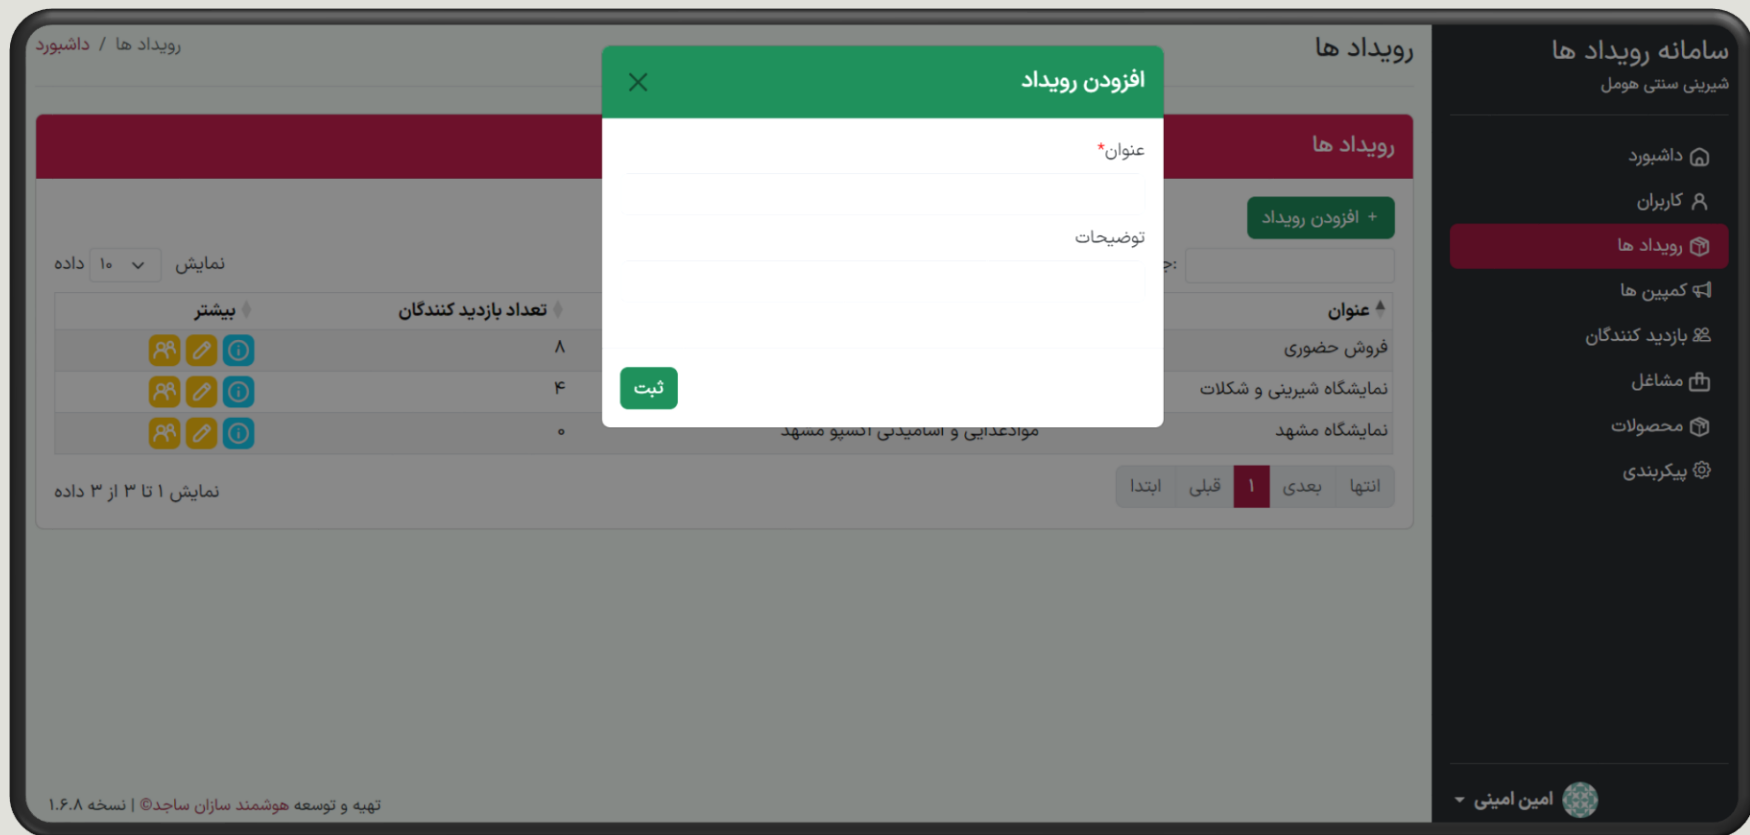 سامانه رویداد ها
شیرینی سنتی هومل
داشبورد
کاربران
رویداد ها
کمپین ها
بازدید کنندگان
مشاغل
محصولات
پیکربندی
امین امینی
رویداد ها
رویداد ها / داشبورد
رویداد ها
+ افزودن رویداد
نمایش ۱۰ داده
عنوان
تعداد بازدید کنندگان
بیشتر
فروش حضوری
۸
نمایشگاه شیرینی و شکلات
۴
نمایشگاه مشهد
موادغذایی و آشامیدنی اکسپو مشهد
۰
انتها بعدی ۱ قبلی ابتدا
نمایش ۱ تا ۳ از ۳ داده
افزودن رویداد
عنوان*
توضیحات
ثبت
تهیه و توسعه هوشمند سازان ساجد© | نسخه ۱.۶.۸